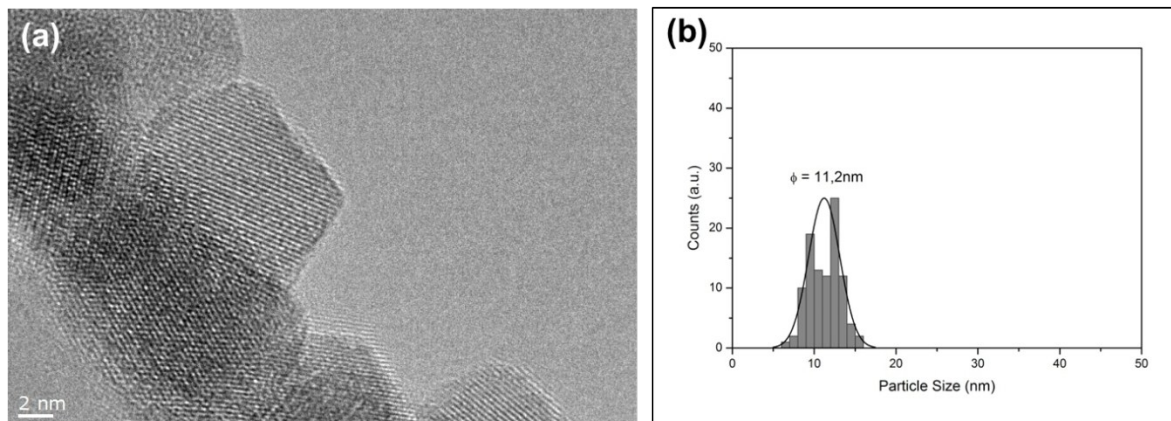 (a)
2 nm
(b)
50
40
30
20
10
0
Counts (a.u.)
ϕ = 11,2nm
0 10 20 30 40 50
Particle Size (nm)